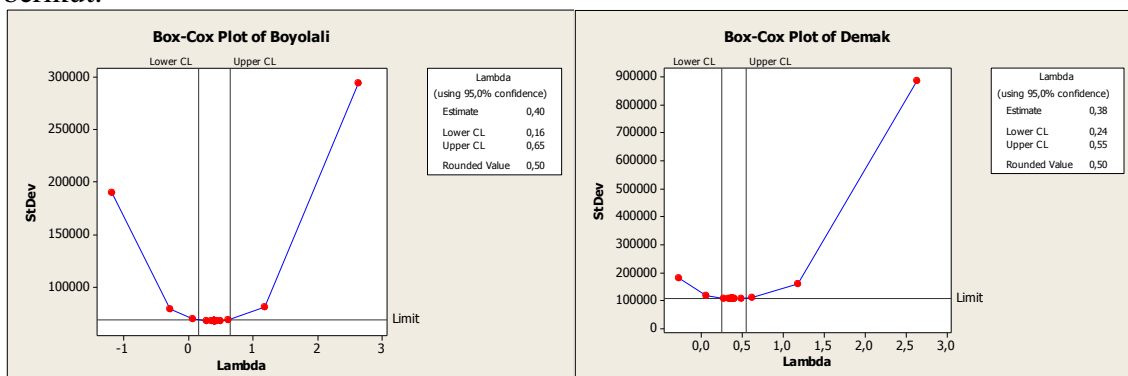 berikut:
Box-Cox Plot of Boyolali
Lower CL
Upper CL
300000
250000
200000
150000
100000
StDev
-1
0
1
2
3
Lambda
Limit
Lambda
(using 95,0% confidence)
Estimate 0,40
Lower CL 0,16
Upper CL 0,65
Rounded Value 0,50
Box-Cox Plot of Demak
Lower CL
Upper CL
900000
800000
700000
600000
500000
400000
300000
200000
100000
0
StDev
0,0
0,5
1,0
1,5
2,0
2,5
3,0
Lambda
Limit
Lambda
(using 95,0% confidence)
Estimate 0,38
Lower CL 0,24
Upper CL 0,55
Rounded Value 0,50